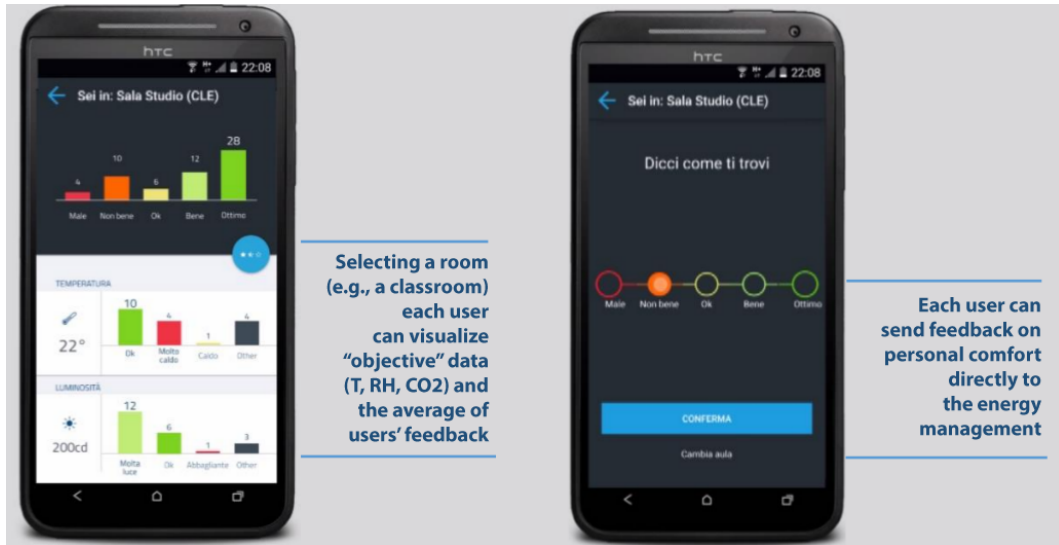 hTC
H+ 22:08
Sei in: Sala Studio (CLE)
28
12
10
6
4
Male Non bene Ok Bene Ottimo
TEMPERATURA
10
4
1
4
22°
Ok Molto caldo Caldo Other
LUMINOSITÀ
12
6
1
3
200cd
Molta luce Ok Abbagliante Other
Selecting a room
(e.g., a classroom)
each user
can visualize
“objective” data
(T, RH, CO2) and
the average of
users’ feedback
hTC
H+ 22:08
Sei in: Sala Studio (CLE)
Dicci come ti trovi
Male Non bene Ok Bene Ottimo
CONFERMA
Cambia aula
Each user can
send feedback on
personal comfort
directly to
the energy
management